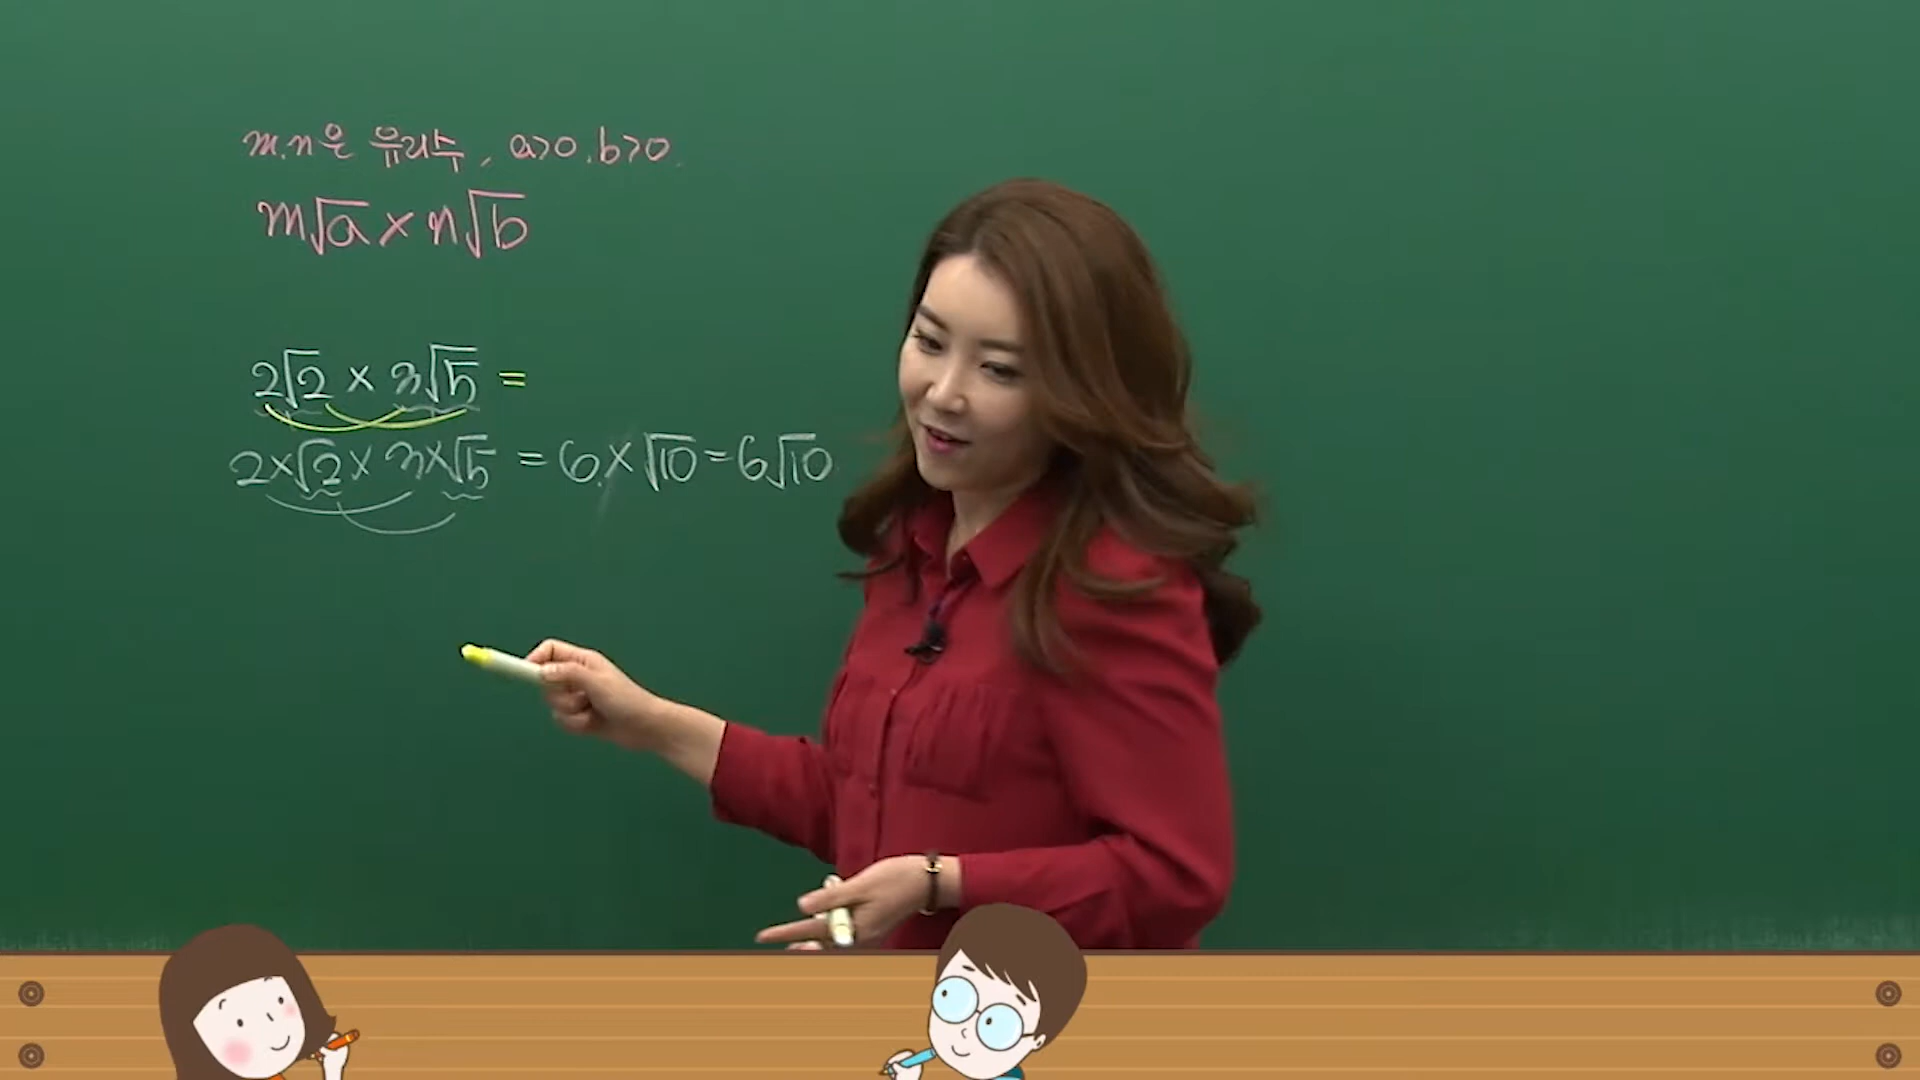 m,n은 유리수, a>0, b>0.
m√a × n√b
2√2 × 3√5 =
2×√2× 3×√5 = 6×√10 = 6√10